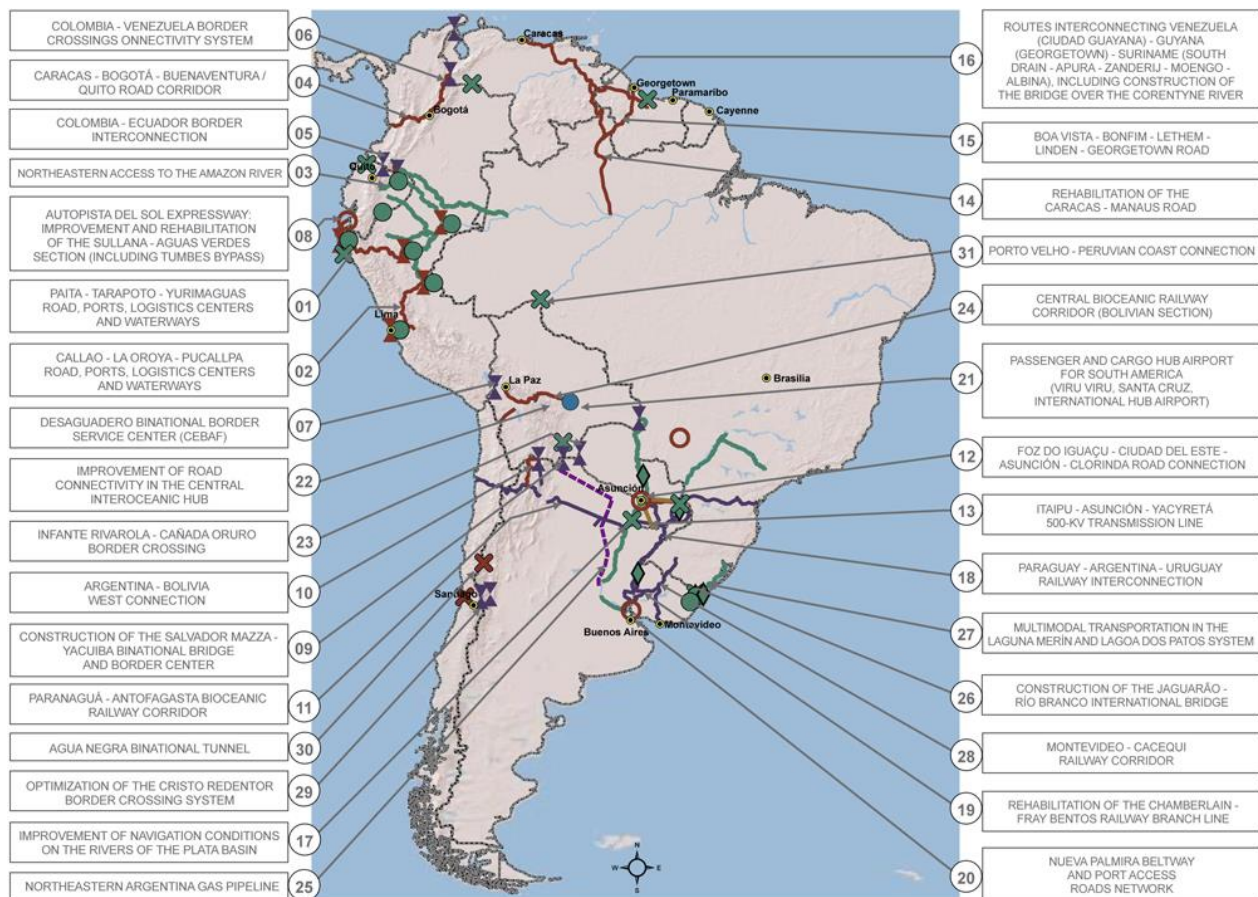 COLOMBIA - VENEZUELA BORDER
CROSSINGS ONNECTIVITY SYSTEM
06
CARACAS - BOGOTÁ - BUENAVENTURA /
QUITO ROAD CORRIDOR
04
COLOMBIA - ECUADOR BORDER
INTERCONNECTION
05
NORTHEASTERN ACCESS TO THE AMAZON RIVER
03
AUTOPISTA DEL SOL EXPRESSWAY:
IMPROVEMENT AND REHABILITATION
OF THE SULLANA - AGUAS VERDES
SECTION (INCLUDING TUMBES BYPASS)
08
PAITA - TARAPOTO - YURIMAGUAS
ROAD, PORTS, LOGISTICS CENTERS
AND WATERWAYS
01
CALLAO - LA OROYA - PUCALLPA
ROAD, PORTS, LOGISTICS CENTERS
AND WATERWAYS
02
DESAGUADERO BINATIONAL BORDER
SERVICE CENTER (CEBAF)
07
IMPROVEMENT OF ROAD
CONNECTIVITY IN THE CENTRAL
INTEROCEANIC HUB
22
INFANTE RIVAROLA - CAÑADA ORURO
BORDER CROSSING
23
ARGENTINA - BOLIVIA
WEST CONNECTION
10
CONSTRUCTION OF THE SALVADOR MAZZA -
YACUIBA BINATIONAL BRIDGE
AND BORDER CENTER
09
PARANAGUÁ - ANTOFAGASTA BIOCEANIC
RAILWAY CORRIDOR
11
AGUA NEGRA BINATIONAL TUNNEL
30
OPTIMIZATION OF THE CRISTO REDENTOR
BORDER CROSSING SYSTEM
29
IMPROVEMENT OF NAVIGATION CONDITIONS
ON THE RIVERS OF THE PLATA BASIN
17
NORTHEASTERN ARGENTINA GAS PIPELINE
25
Caracas
Georgetown
Paramaribo
Cayenne
Bogotá
Quito
Lima
La Paz
Brasilia
Asunción
Santiago
Buenos Aires
Montevideo
N
W
E
S
16
ROUTES INTERCONNECTING VENEZUELA
(CIUDAD GUAYANA) - GUYANA
(GEORGETOWN) - SURINAME (SOUTH
DRAIN - APURA - ZANDERIJ - MOENGO -
ALBINA), INCLUDING CONSTRUCTION OF
THE BRIDGE OVER THE CORENTYNE RIVER
15
BOA VISTA - BONFIM - LETHEM -
LINDEN - GEORGETOWN ROAD
14
REHABILITATION OF THE
CARACAS - MANAUS ROAD
31
PORTO VELHO - PERUVIAN COAST CONNECTION
24
CENTRAL BIOCEANIC RAILWAY
CORRIDOR (BOLIVIAN SECTION)
21
PASSENGER AND CARGO HUB AIRPORT
FOR SOUTH AMERICA
(VIRU VIRU, SANTA CRUZ,
INTERNATIONAL HUB AIRPORT)
12
FOZ DO IGUAÇU - CIUDAD DEL ESTE -
ASUNCIÓN - CLORINDA ROAD CONNECTION
13
ITAIPU - ASUNCIÓN - YACYRETÁ
500-KV TRANSMISSION LINE
18
PARAGUAY - ARGENTINA - URUGUAY
RAILWAY INTERCONNECTION
27
MULTIMODAL TRANSPORTATION IN THE
LAGUNA MERÍN AND LAGOA DOS PATOS SYSTEM
26
CONSTRUCTION OF THE JAGUARÃO -
RÍO BRANCO INTERNATIONAL BRIDGE
28
MONTEVIDEO - CACEQUI
RAILWAY CORRIDOR
19
REHABILITATION OF THE CHAMBERLAIN -
FRAY BENTOS RAILWAY BRANCH LINE
20
NUEVA PALMIRA BELTWAY
AND PORT ACCESS
ROADS NETWORK